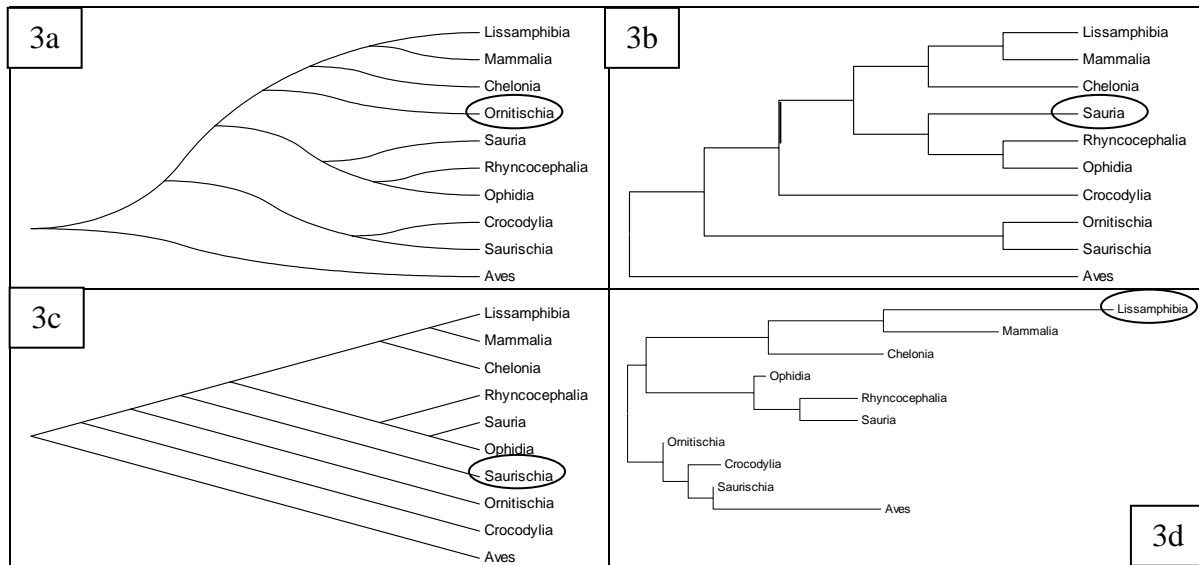 3a
Lissamphibia
Mammalia
Chelonia
Ornitischia
Sauria
Rhyncocephalia
Ophidia
Crocodylia
Saurischia
Aves
3b
Lissamphibia
Mammalia
Chelonia
Sauria
Rhyncocephalia
Ophidia
Crocodylia
Ornitischia
Saurischia
Aves
3c
Lissamphibia
Mammalia
Chelonia
Rhyncocephalia
Sauria
Ophidia
Saurischia
Ornitischia
Crocodylia
Aves
Lissamphibia
Mammalia
Chelonia
Ophidia
Rhyncocephalia
Sauria
Ornitischia
Crocodylia
Saurischia
Aves
3d